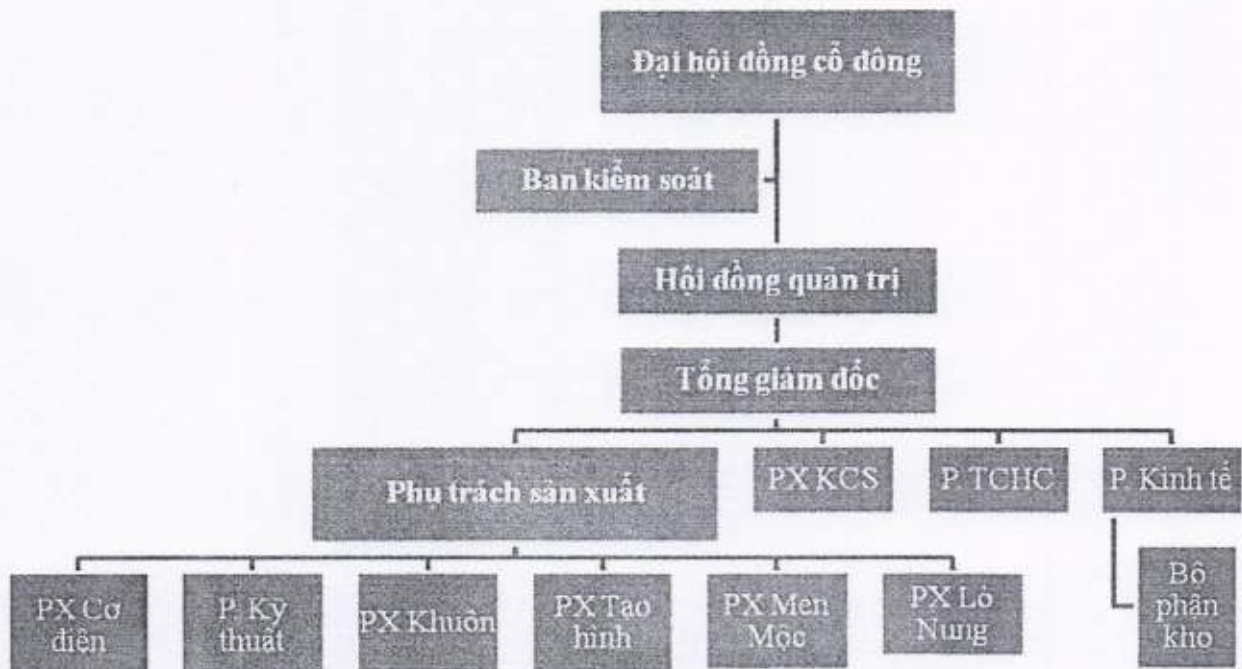 Đại hội đồng cổ đông
Ban kiểm soát
Hội đồng quản trị
Tổng giám đốc
Phụ trách sản xuất
PX KCS
P. TCHC
P. Kinh tế
PX Cơ
điện
P. Kỹ
thuật
PX Khuôn
PX Tạo
hình
PX Men
Mộc
PX Lò
Nung
Bộ
phận
kho